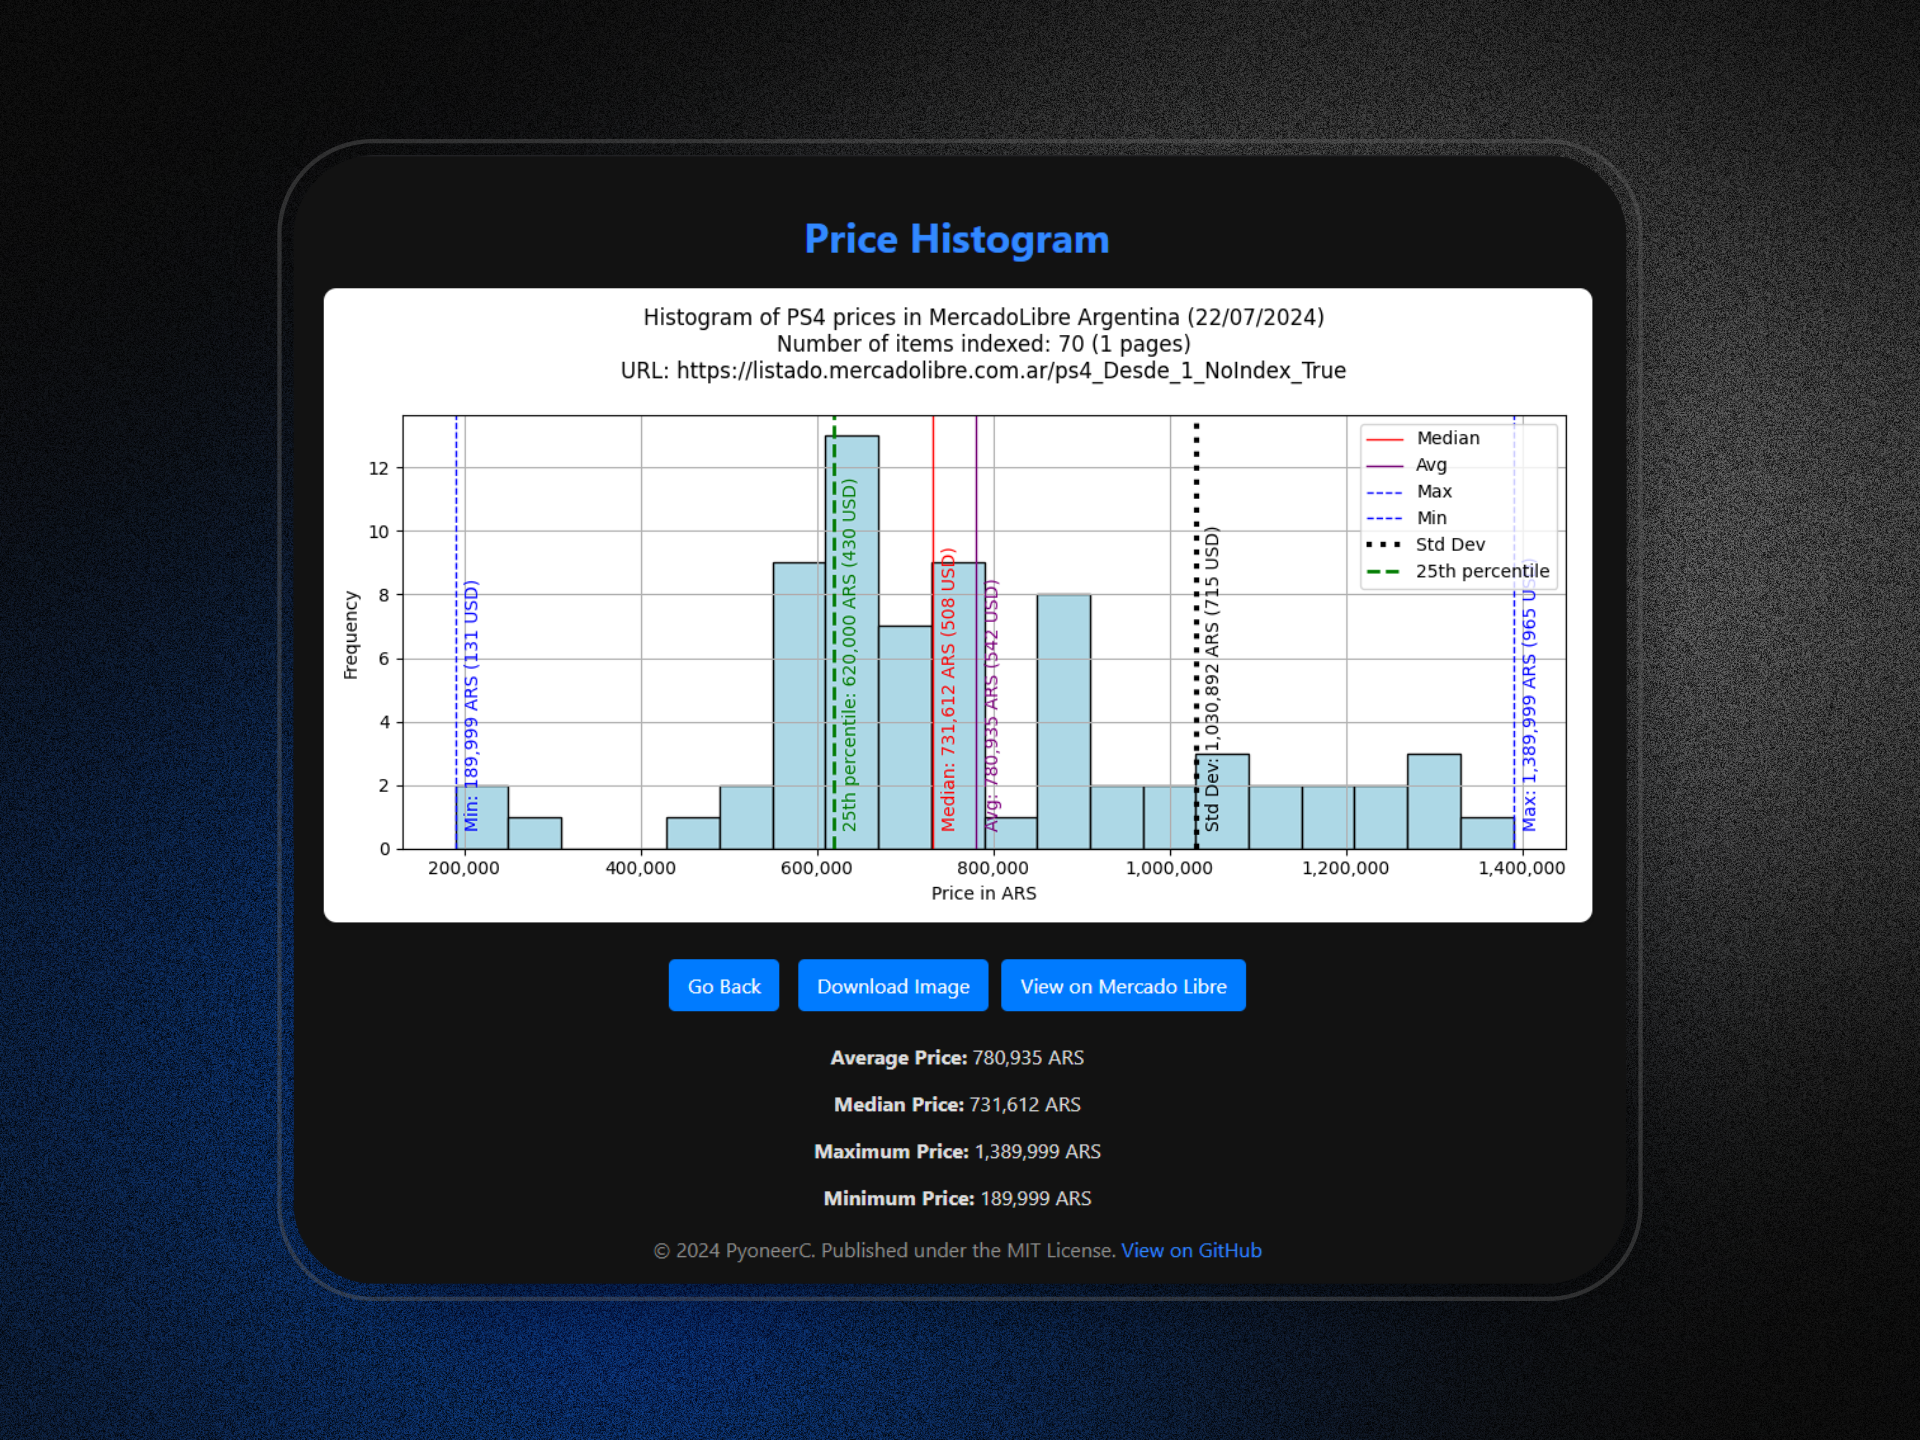 Price Histogram
Histogram of PS4 prices in MercadoLibre Argentina (22/07/2024)
Number of items indexed: 70 (1 pages)
URL: https://listado.mercadolibre.com.ar/ps4_Desde_1_NoIndex_True
Frequency
12
10
8
6
4
2
0
Min: 189,999 ARS (131 USD)
25th percentile: 620,000 ARS (430 USD)
Median: 731,612 ARS (508 USD)
Avg: 780,935 ARS (542 USD)
Std Dev: 1,030,892 ARS (715 USD)
Max: 1,389,999 ARS (965 USD)
Median
Avg
Max
Min
Std Dev
25th percentile
200,000
400,000
600,000
800,000
1,000,000
1,200,000
1,400,000
Price in ARS
Go Back
Download Image
View on Mercado Libre
Average Price: 780,935 ARS
Median Price: 731,612 ARS
Maximum Price: 1,389,999 ARS
Minimum Price: 189,999 ARS
© 2024 PyoneerC. Published under the MIT License. View on GitHub